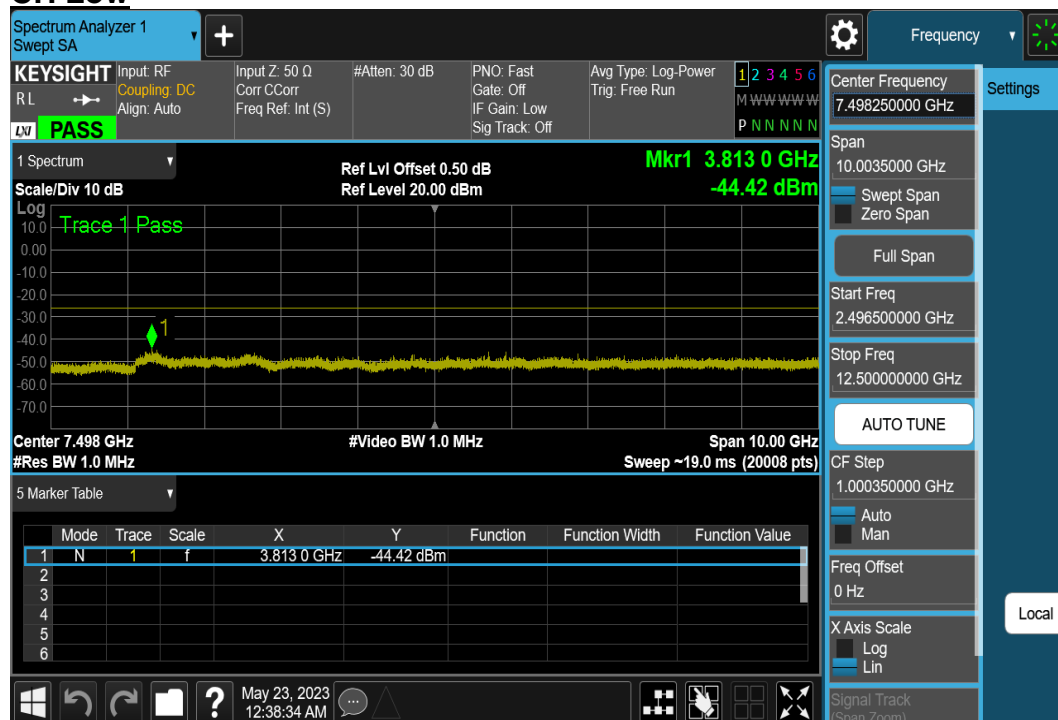 Spectrum Analyzer 1
Swept SA
+
Frequency
KEYSIGHT
RL
LXI PASS
Input: RF
Coupling: DC
Align: Auto
Input Z: 50 Ω
Corr CCorr
Freq Ref: Int (S)
#Atten: 30 dB
PNO: Fast
Gate: Off
IF Gain: Low
Sig Track: Off
Avg Type: Log-Power
Trig: Free Run
1 2 3 4 5 6
M W W W W W
P N N N N N
1 Spectrum
Scale/Div 10 dB
Ref Lvl Offset 0.50 dB
Ref Level 20.00 dBm
Mkr1 3.813 0 GHz
-44.42 dBm
Log
Trace 1 Pass
10.0
0.00
-10.0
-20.0
-30.0
-40.0
-50.0
-60.0
-70.0
1
Center 7.498 GHz
#Res BW 1.0 MHz
#Video BW 1.0 MHz
Span 10.00 GHz
Sweep ~19.0 ms (20008 pts)
5 Marker Table
Mode Trace Scale X Y Function Function Width Function Value
1 N 1 f 3.813 0 GHz -44.42 dBm
2
3
4
5
6
?
May 23, 2023
12:38:34 AM
Center Frequency
7.498250000 GHz
Span
10.0035000 GHz
Swept Span
Zero Span
Full Span
Start Freq
2.496500000 GHz
Stop Freq
12.500000000 GHz
AUTO TUNE
CF Step
1.000350000 GHz
Auto
Man
Freq Offset
0 Hz
X Axis Scale
Log
Lin
Signal Track
(Span Zoom)
Settings
Local